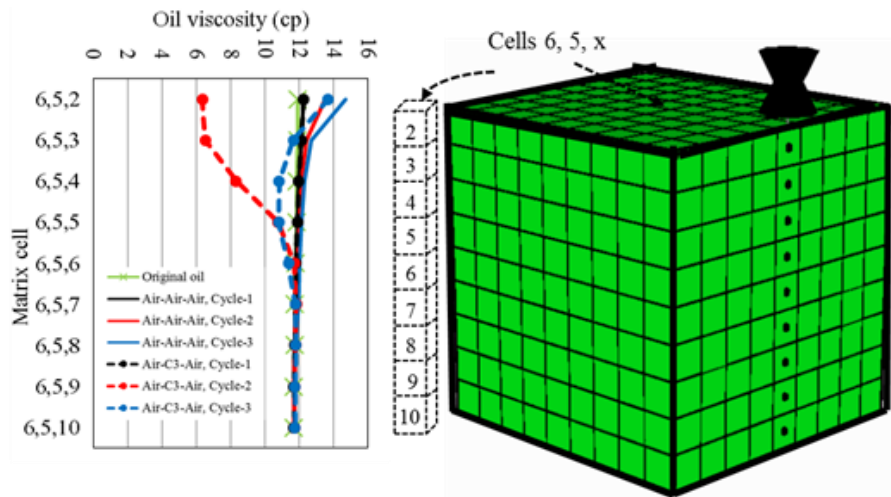 Oil viscosity (cp)
0
2
4
6
8
10
12
14
16
Matrix cell
6,5,2
6,5,3
6,5,4
6,5,5
6,5,6
6,5,7
6,5,8
6,5,9
6,5,10
Original oil
Air-Air-Air, Cycle-1
Air-Air-Air, Cycle-2
Air-Air-Air, Cycle-3
Air-C3-Air, Cycle-1
Air-C3-Air, Cycle-2
Air-C3-Air, Cycle-3
Cells 6, 5, x
2
3
4
5
6
7
8
9
10